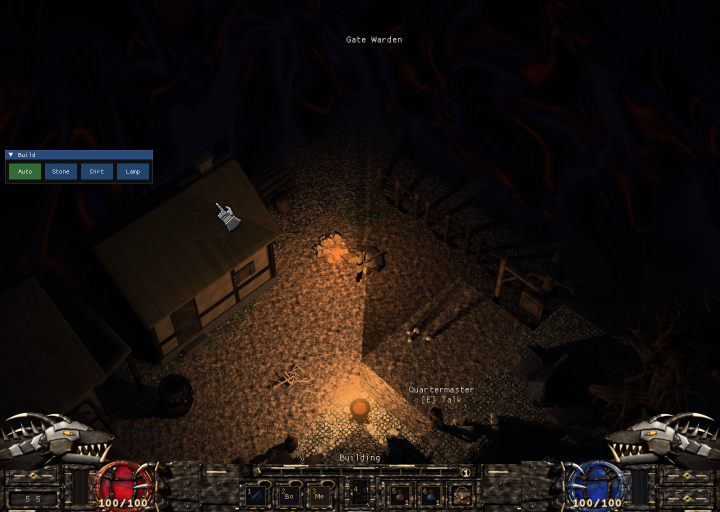 Gate Warden
Build
Auto Stone Dirt Lamp
Quartermaster
[E] Talk
Building
1
5 5
100/100
Bo
Me
100/100